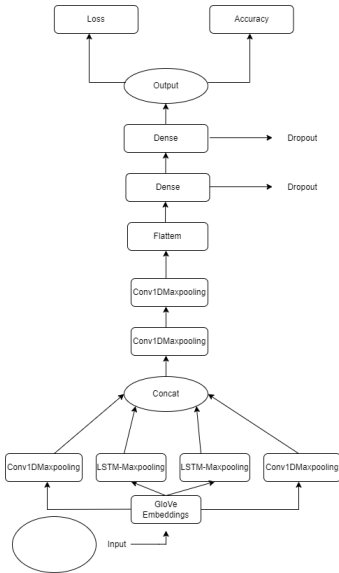 Loss
Accuracy
Output
Dense
Dropout
Dense
Dropout
Flattem
Conv1DMaxpooling
Conv1DMaxpooling
Concat
Conv1DMaxpooling
LSTM-Maxpooling
LSTM-Maxpooling
Conv1DMaxpooling
GloVe
Embeddings
Input